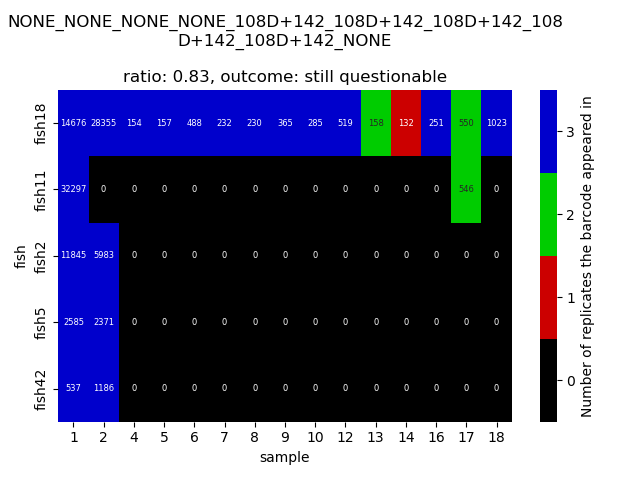 NONE_NONE_NONE_NONE_108D+142_108D+142_108D+142_108
D+142_108D+142_NONE
ratio: 0.83, outcome: still questionable
fish18 14676 28355 154 157 488 232 230 365 285 519 158 132 251 550 1023
fish11 32297 0 0 0 0 0 0 0 0 0 0 0 0 546 0
fish2 11845 5983 0 0 0 0 0 0 0 0 0 0 0 0 0
fish5 2585 2371 0 0 0 0 0 0 0 0 0 0 0 0 0
fish42 537 1186 0 0 0 0 0 0 0 0 0 0 0 0 0
fish
1 2 4 5 6 7 8 9 10 12 13 14 16 17 18
sample
3
2
1
0
Number of replicates the barcode appeared in